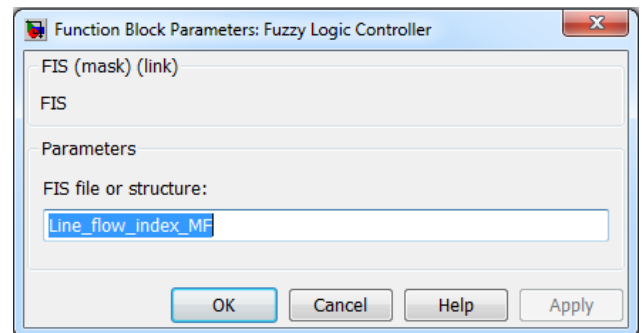 Function Block Parameters: Fuzzy Logic Controller
FIS (mask) (link)
FIS
Parameters
FIS file or structure:
Line_flow_index_MF
OK Cancel Help Apply